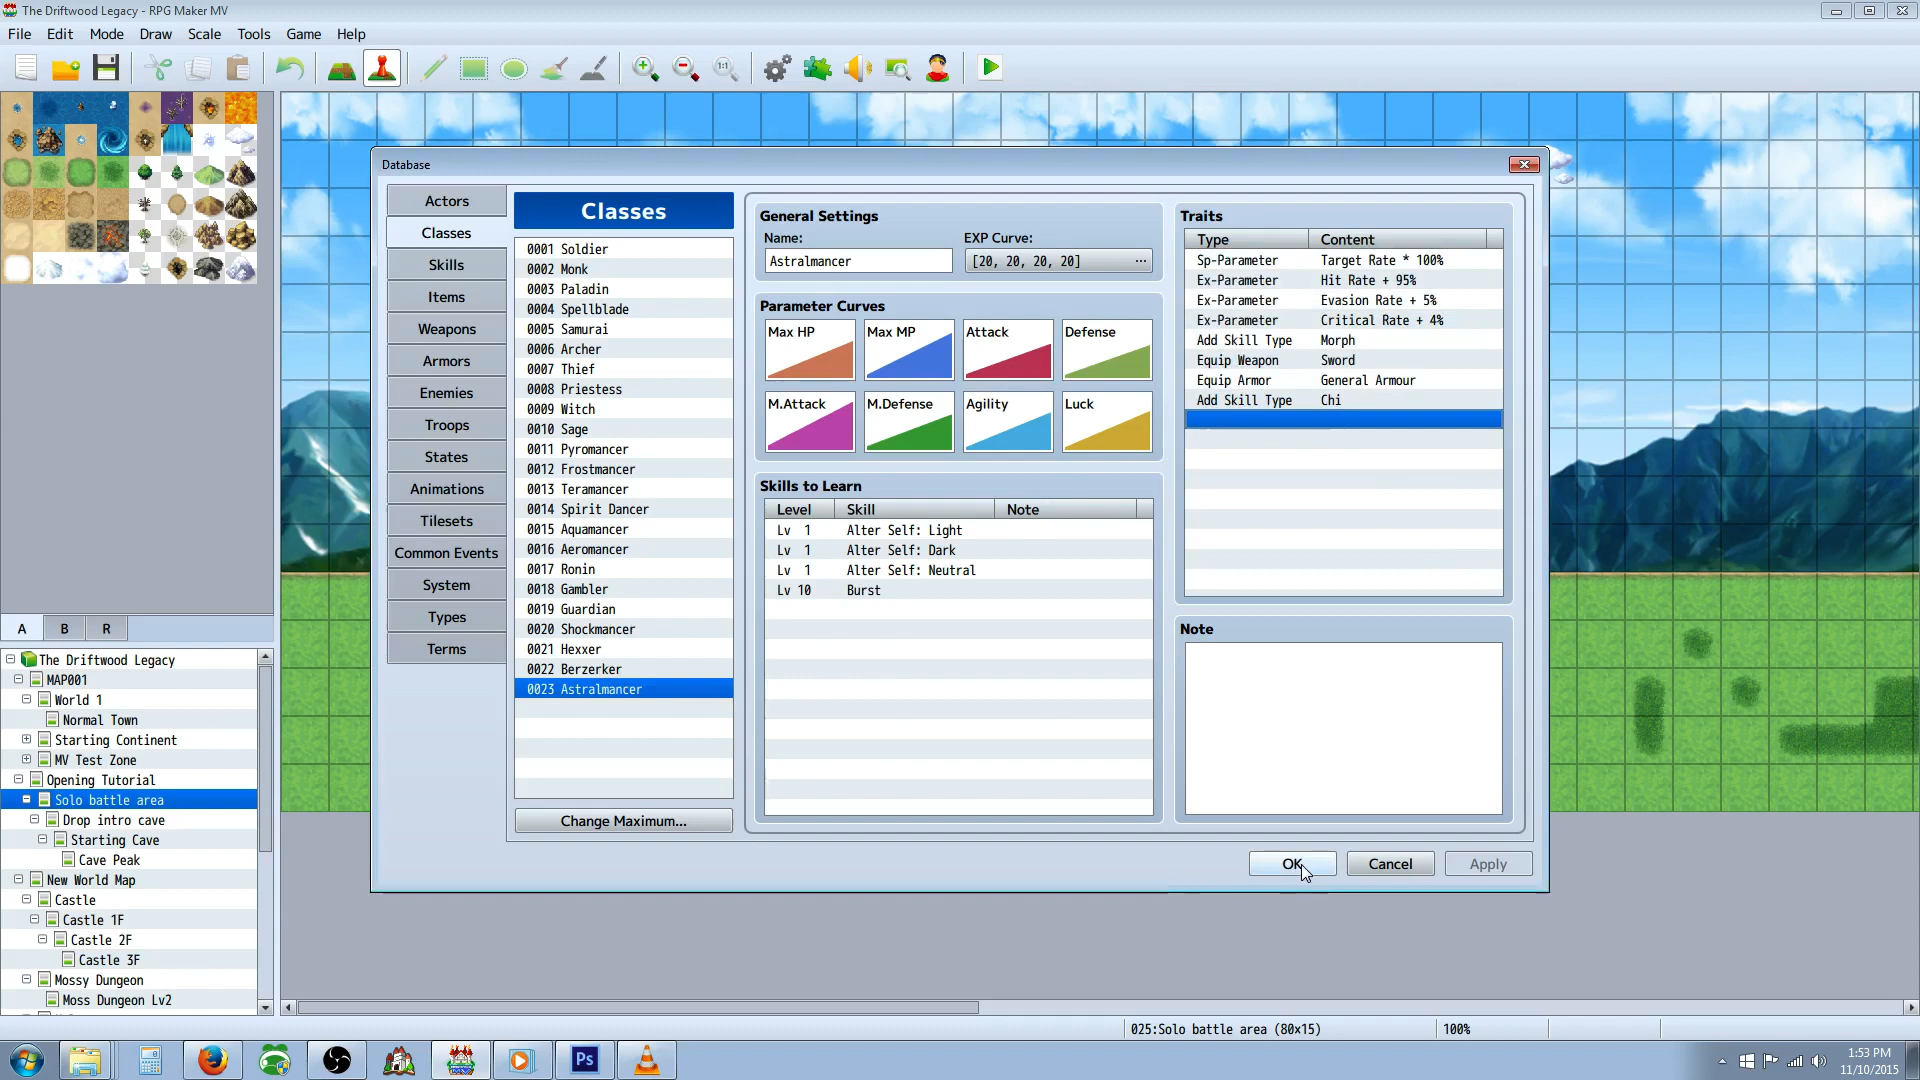 The Driftwood Legacy - RPG Maker MV
File Edit Mode Draw Scale Tools Game Help
1:1
Database
Actors
Classes
Skills
Items
Weapons
Armors
Enemies
Troops
States
Animations
Tilesets
Common Events
System
Types
Terms
Classes
0001 Soldier
0002 Monk
0003 Paladin
0004 Spellblade
0005 Samurai
0006 Archer
0007 Thief
0008 Priestess
0009 Witch
0010 Sage
0011 Pyromancer
0012 Frostmancer
0013 Teramancer
0014 Spirit Dancer
0015 Aquamancer
0016 Aeromancer
0017 Ronin
0018 Gambler
0019 Guardian
0020 Shockmancer
0021 Hexxer
0022 Berzerker
0023 Astralmancer
Change Maximum...
General Settings
Name: EXP Curve:
Astralmancer [20, 20, 20, 20] ...
Parameter Curves
Max HP Max MP Attack Defense
M.Attack M.Defense Agility Luck
Skills to Learn
Level Skill Note
Lv 1 Alter Self: Light
Lv 1 Alter Self: Dark
Lv 1 Alter Self: Neutral
Lv 10 Burst
Traits
Type Content
Sp-Parameter Target Rate * 100%
Ex-Parameter Hit Rate + 95%
Ex-Parameter Evasion Rate + 5%
Ex-Parameter Critical Rate + 4%
Add Skill Type Morph
Equip Weapon Sword
Equip Armor General Armour
Add Skill Type Chi
Note
OK Cancel Apply
A B R
The Driftwood Legacy
MAP001
World 1
Normal Town
Starting Continent
MV Test Zone
Opening Tutorial
Solo battle area
Drop intro cave
Starting Cave
Cave Peak
New World Map
Castle
Castle 1F
Castle 2F
Castle 3F
Mossy Dungeon
Moss Dungeon Lv2
025:Solo battle area (80x15) 100%
Ps
1:53 PM
11/10/2015